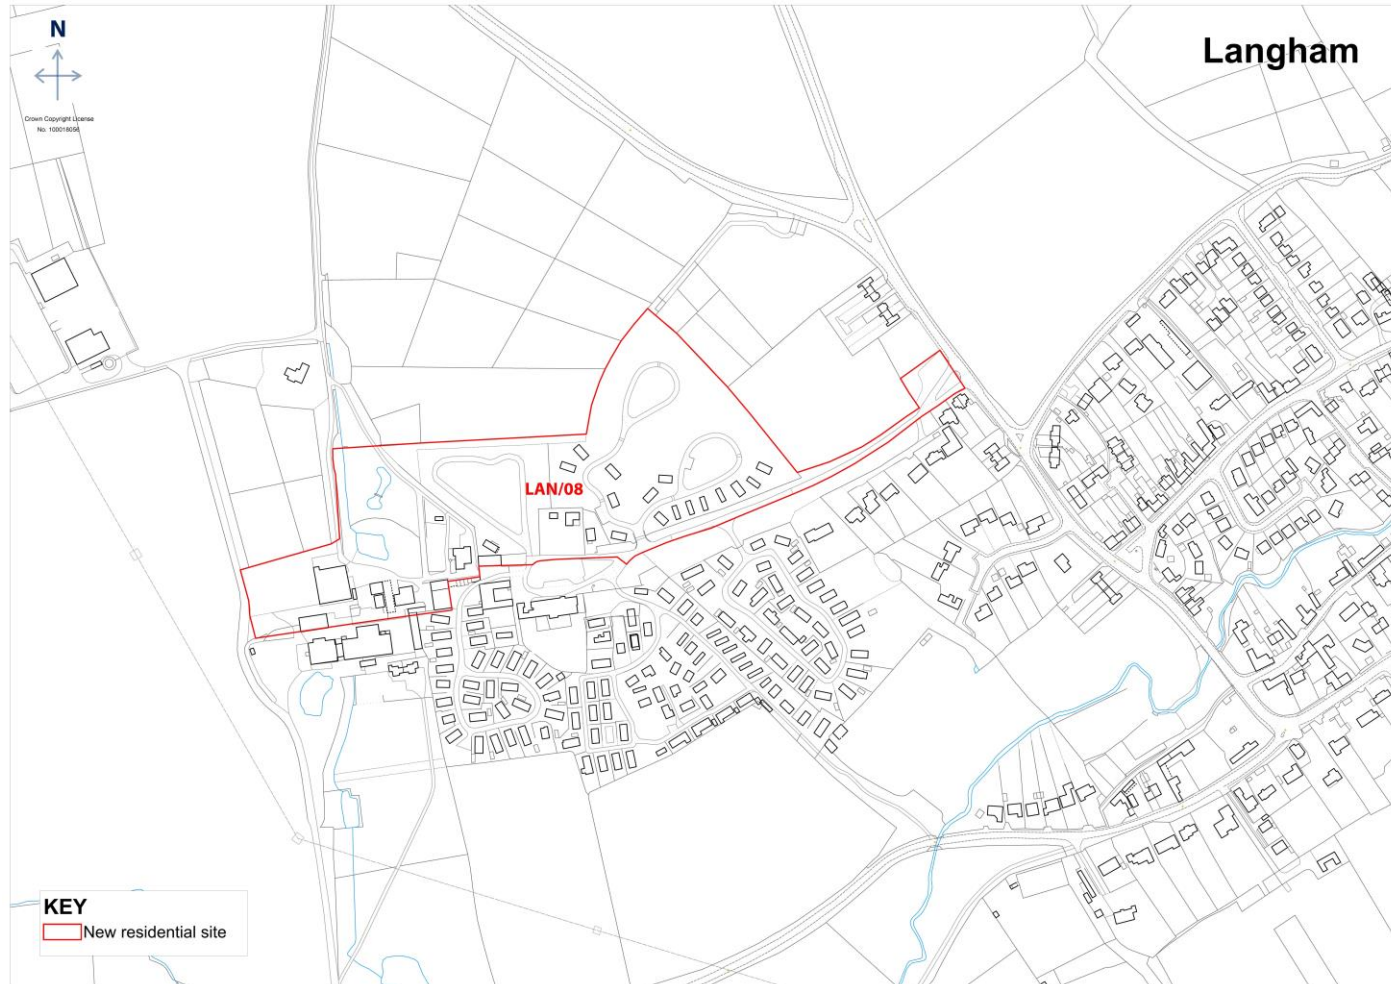 N
Langham
Crown Copyright License
No. 100018056
LAN/08
KEY
New residential site